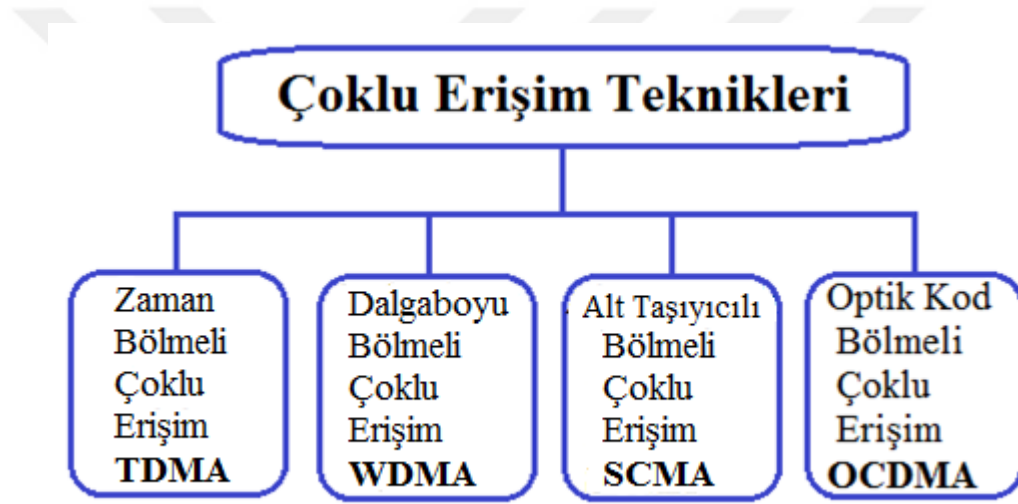 Çoklu Erişim Teknikleri
Zaman
Bölmeli
Çoklu
Erişim
TDMA
Dalgaboyu
Bölmeli
Çoklu
Erişim
WDMA
Alt Taşıyıcılı
Bölmeli
Çoklu
Erişim
SCMA
Optik Kod
Bölmeli
Çoklu
Erişim
OCDMA